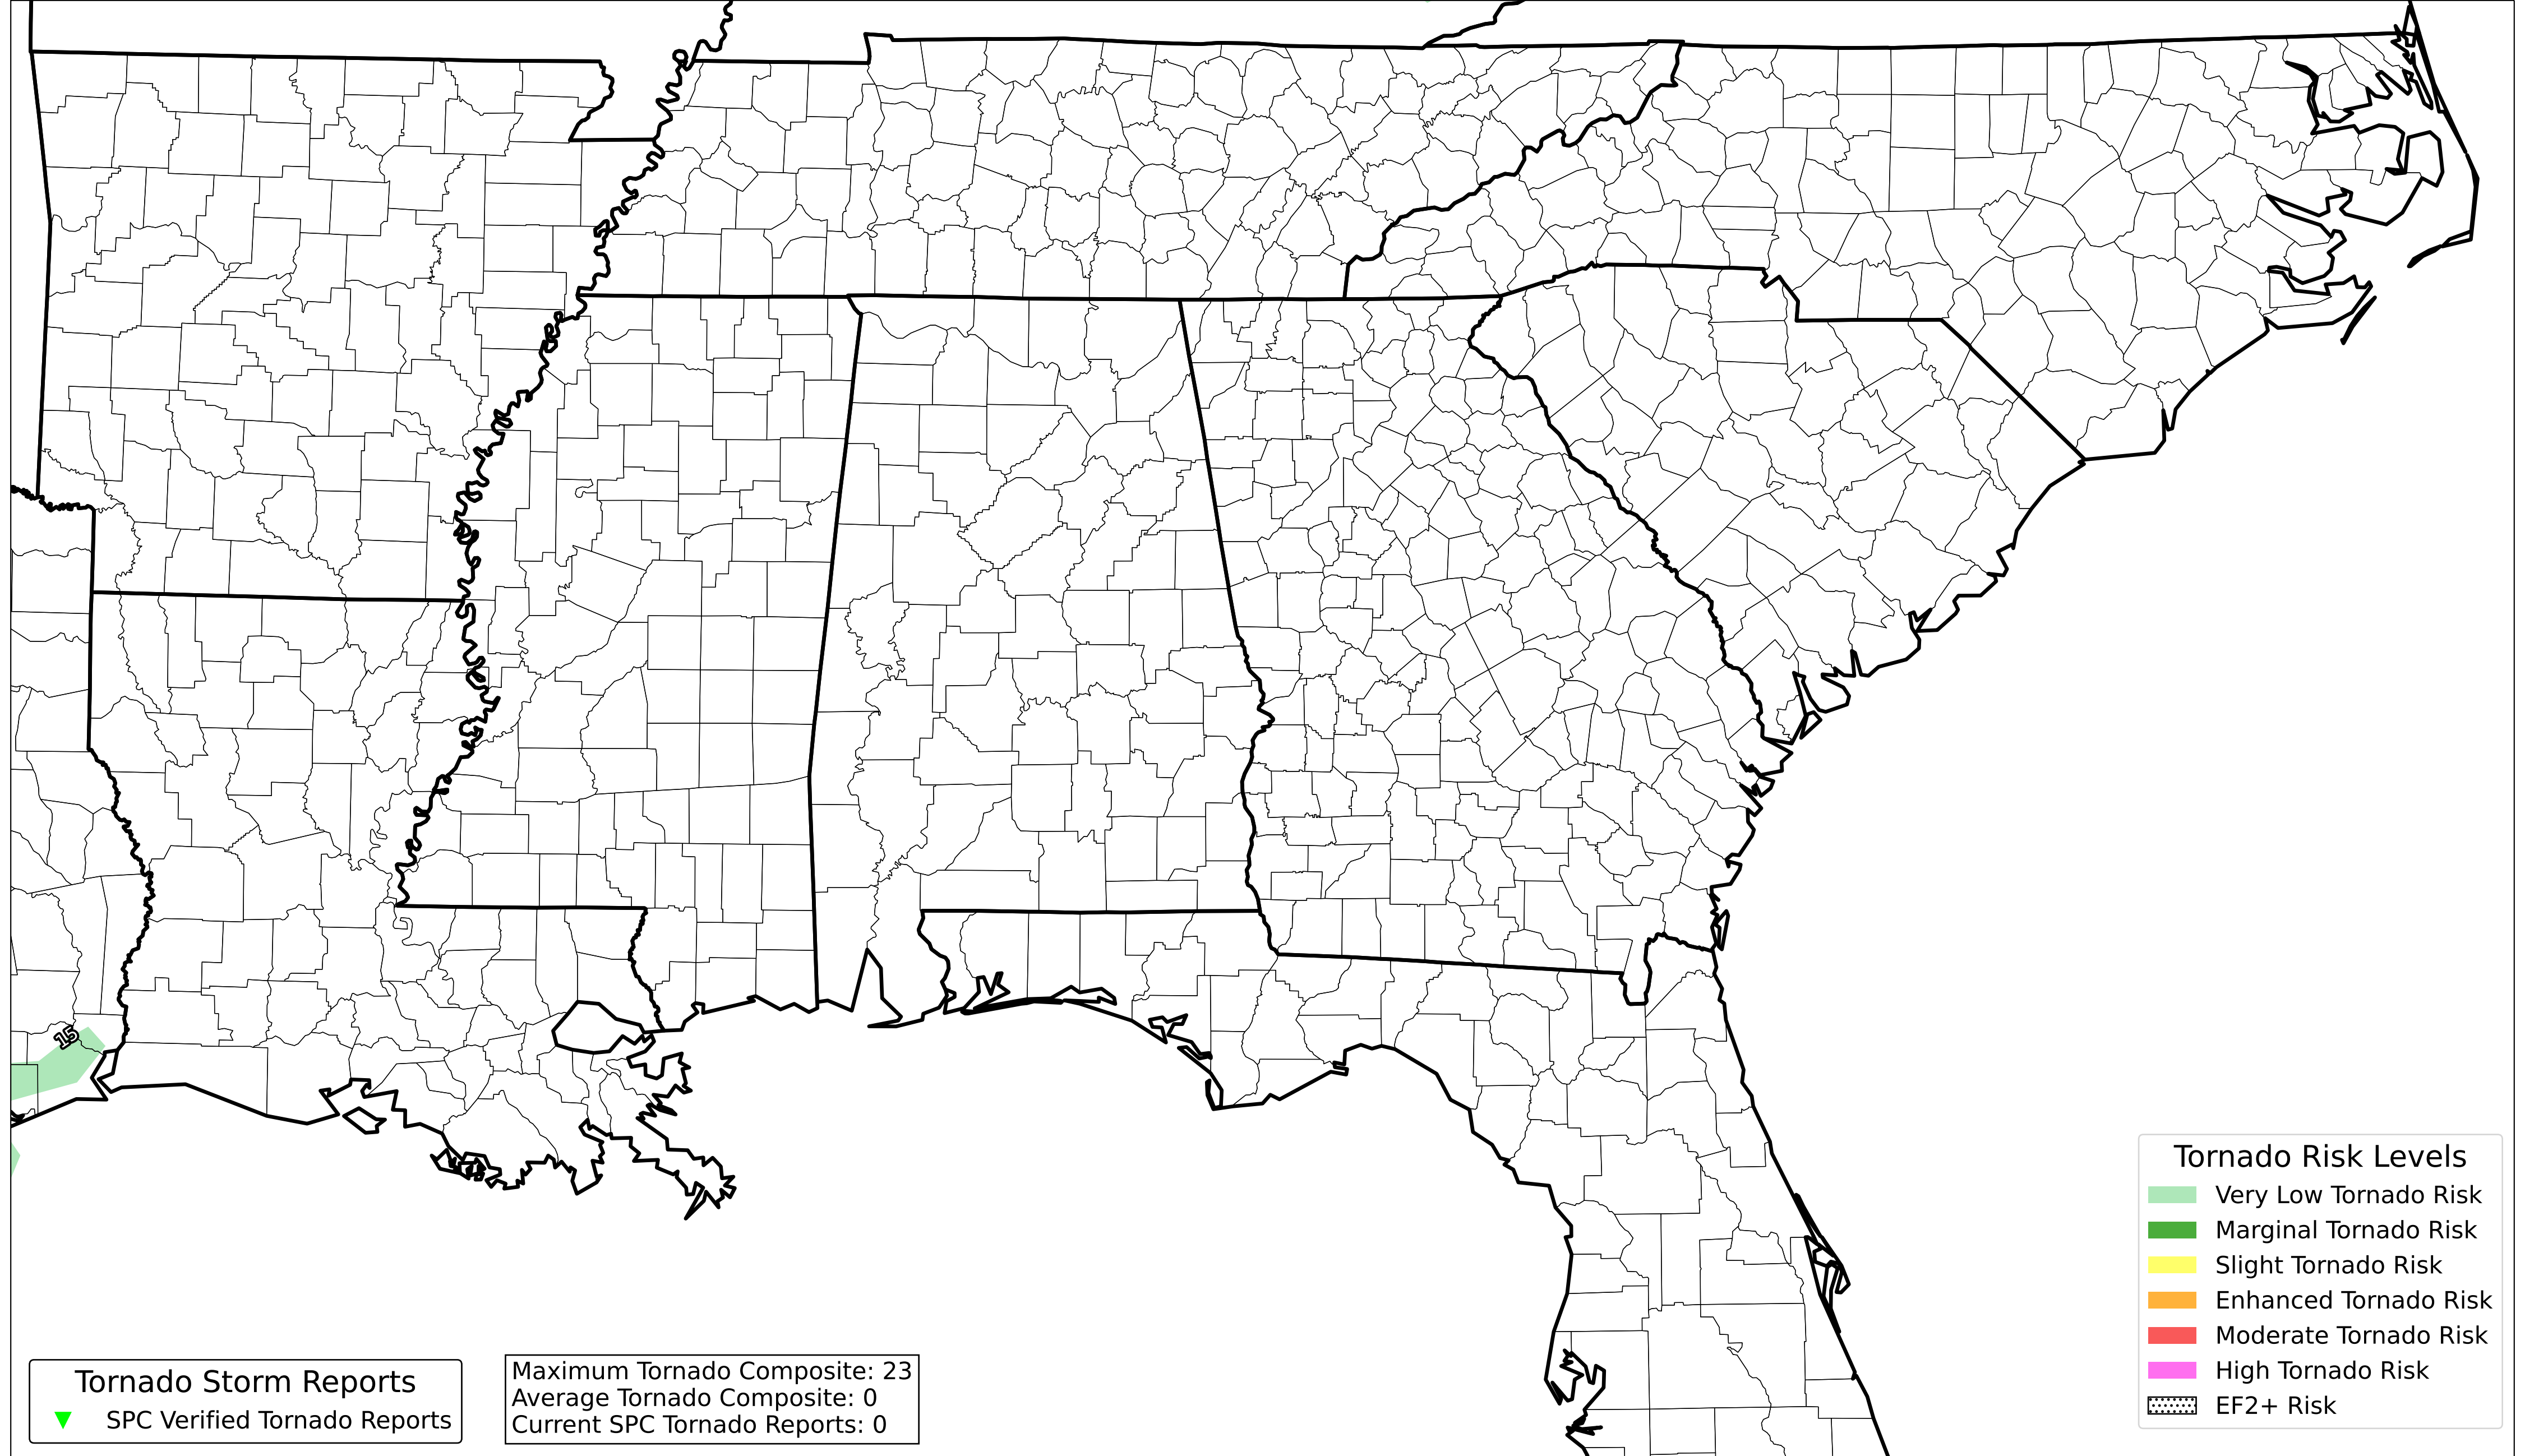 15
Tornado Risk Levels
Very Low Tornado Risk
Marginal Tornado Risk
Slight Tornado Risk
Enhanced Tornado Risk
Moderate Tornado Risk
High Tornado Risk
EF2+ Risk
Tornado Storm Reports
SPC Verified Tornado Reports
Maximum Tornado Composite: 23
Average Tornado Composite: 0
Current SPC Tornado Reports: 0